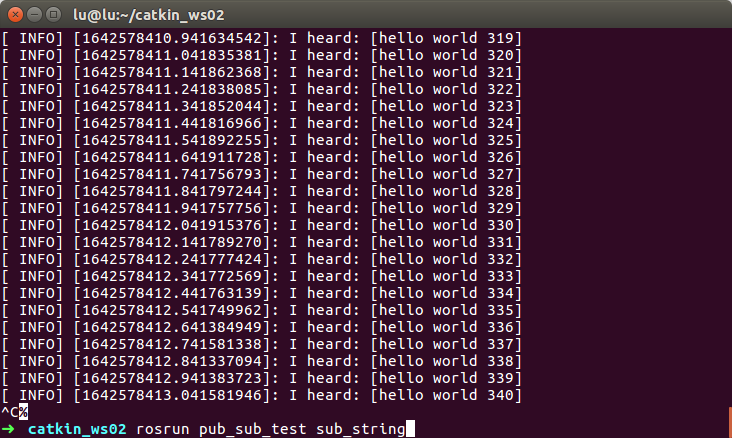 lu@lu:~/catkin_ws02
[ INFO] [1642578410.941634542]: I heard: [hello world 319]
[ INFO] [1642578411.041835381]: I heard: [hello world 320]
[ INFO] [1642578411.141862368]: I heard: [hello world 321]
[ INFO] [1642578411.241838085]: I heard: [hello world 322]
[ INFO] [1642578411.341852044]: I heard: [hello world 323]
[ INFO] [1642578411.441816966]: I heard: [hello world 324]
[ INFO] [1642578411.541892255]: I heard: [hello world 325]
[ INFO] [1642578411.641911728]: I heard: [hello world 326]
[ INFO] [1642578411.741756793]: I heard: [hello world 327]
[ INFO] [1642578411.841797244]: I heard: [hello world 328]
[ INFO] [1642578411.941757756]: I heard: [hello world 329]
[ INFO] [1642578412.041915376]: I heard: [hello world 330]
[ INFO] [1642578412.141789270]: I heard: [hello world 331]
[ INFO] [1642578412.241777424]: I heard: [hello world 332]
[ INFO] [1642578412.341772569]: I heard: [hello world 333]
[ INFO] [1642578412.441763139]: I heard: [hello world 334]
[ INFO] [1642578412.541749962]: I heard: [hello world 335]
[ INFO] [1642578412.641384949]: I heard: [hello world 336]
[ INFO] [1642578412.741581338]: I heard: [hello world 337]
[ INFO] [1642578412.841337094]: I heard: [hello world 338]
[ INFO] [1642578412.941383723]: I heard: [hello world 339]
[ INFO] [1642578413.041581946]: I heard: [hello world 340]
^C%
➜  catkin_ws02 rosrun pub_sub_test sub_string